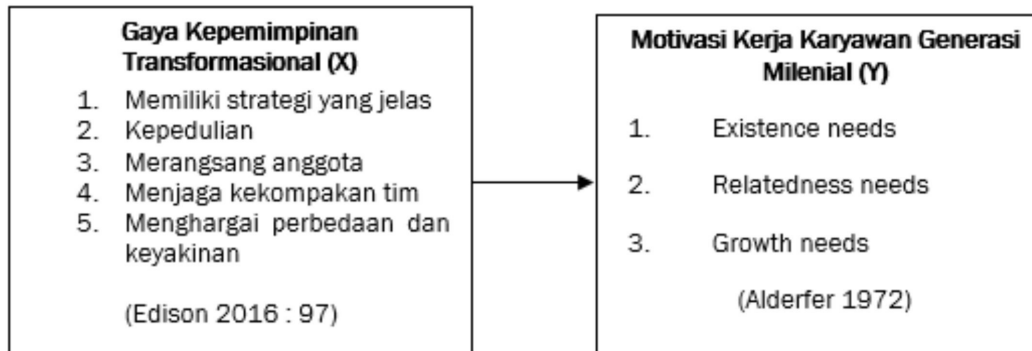 Gaya Kepemimpinan
Transformasional (X)
1. Memiliki strategi yang jelas
2. Kepedulian
3. Merangsang anggota
4. Menjaga kekompakan tim
5. Menghargai perbedaan dan
keyakinan
(Edison 2016 : 97)
Motivasi Kerja Karyawan Generasi
Milenial (Y)
1. Existence needs
2. Relatedness needs
3. Growth needs
(Alderfer 1972)